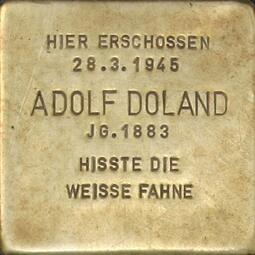 HIER ERSCHOSSEN
28.3.1945
ADOLF DOLAND
JG.1883
HISSTE DIE
WEISSE FAHNE